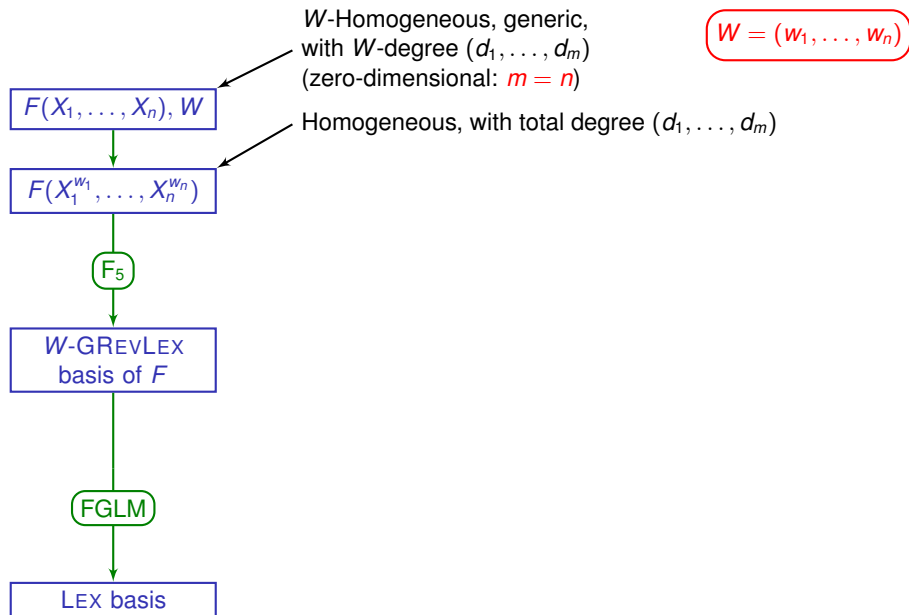 W-Homogeneous, generic,
with W-degree (d₁, . . . , dₘ)
(zero-dimensional: m = n)
W = (w₁, . . . , wₙ)
F(X₁, . . . , Xₙ), W
Homogeneous, with total degree (d₁, . . . , dₘ)
F(X₁^{w₁}, . . . , Xₙ^{wₙ})
F₅
W-GREVLEX
basis of F
FGLM
LEX basis